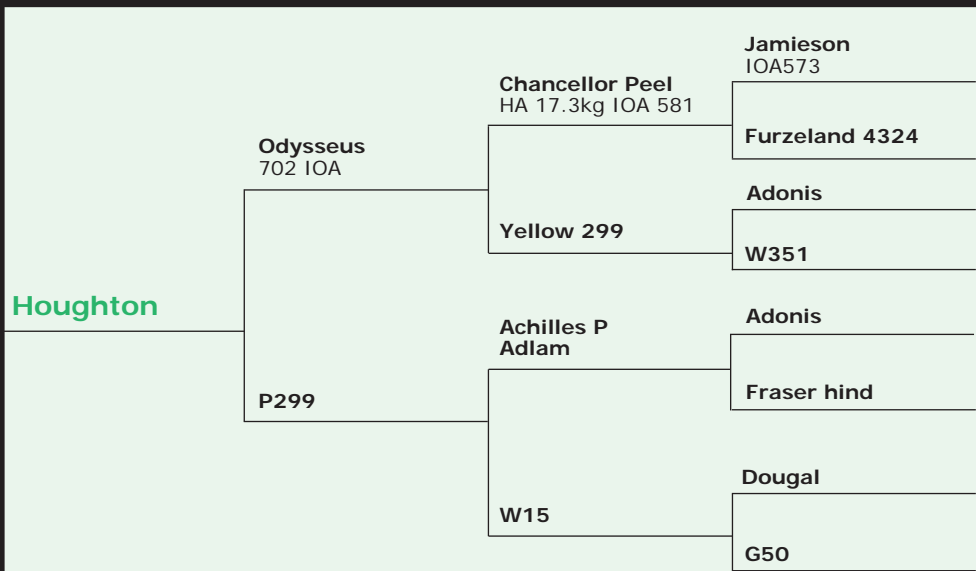 Jamieson
IOA573
Chancellor Peel
HA 17.3kg IOA 581
Furzeland 4324
Odysseus
702 IOA
Adonis
Yellow 299
W351
Houghton
Adonis
Achilles P
Adlam
Fraser hind
P299
Dougal
W15
G50